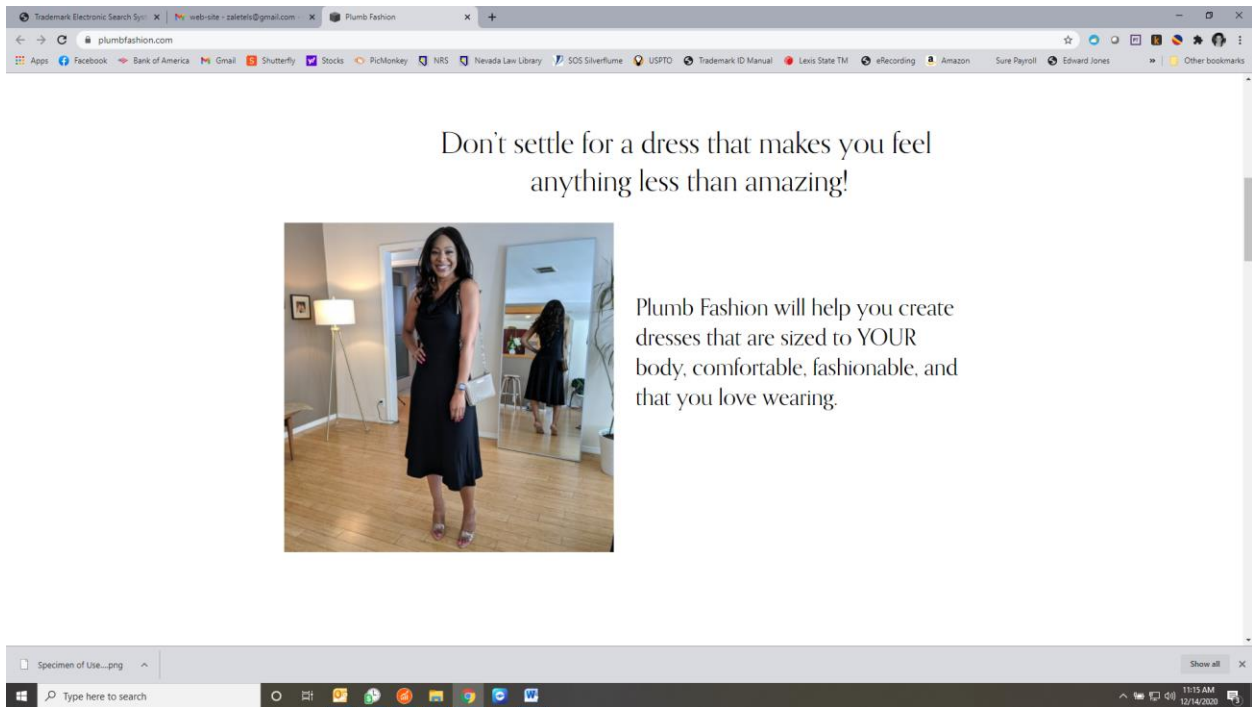 Trademark Electronic Search Sys
web-site - zaletels@gmail.com -
Plumb Fashion
plumbfashion.com
Apps Facebook Bank of America Gmail Shutterfly Stocks PicMonkey NRS Nevada Law Library SOS Silverflume USPTO Trademark ID Manual Lexis State TM eRecording Amazon Sure Payroll Edward Jones » Other bookmarks
Don't settle for a dress that makes you feel
anything less than amazing!
Plumb Fashion will help you create
dresses that are sized to YOUR
body, comfortable, fashionable, and
that you love wearing.
Specimen of Use....png
Show all
Type here to search
11:15 AM
12/14/2020